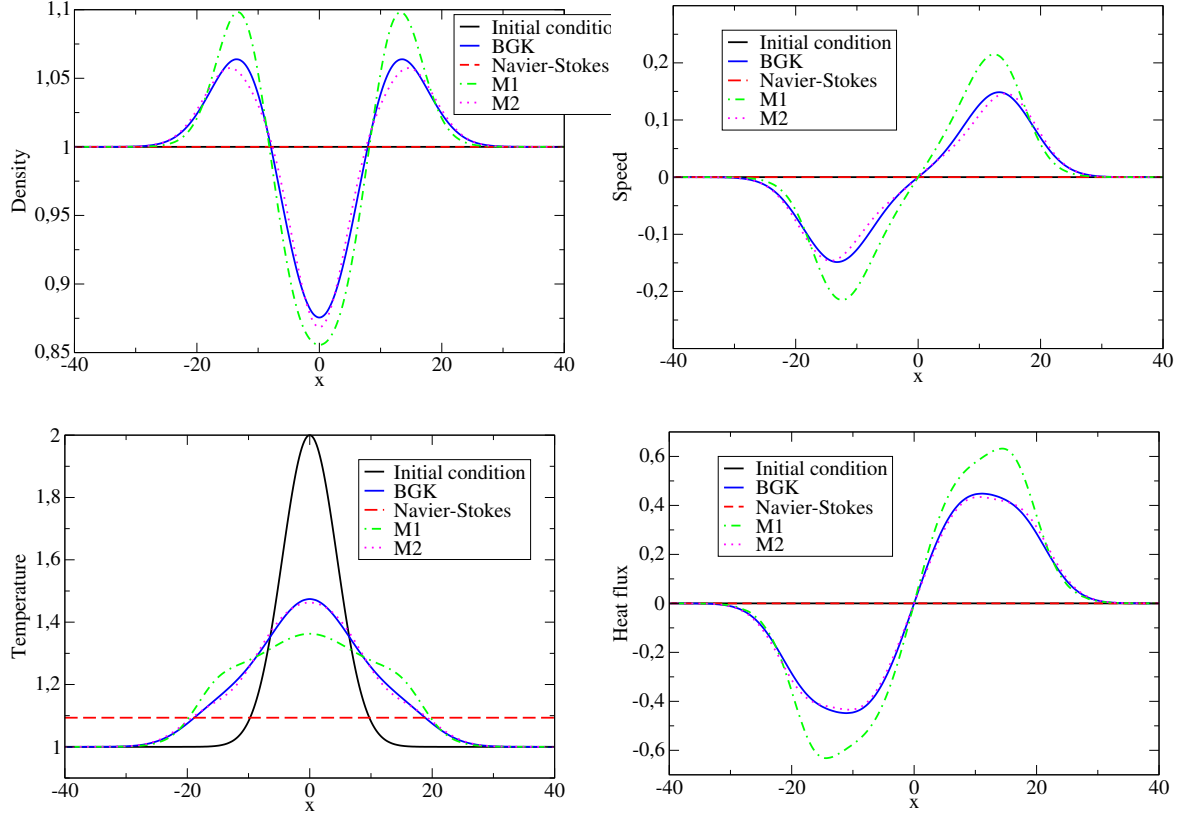 1,1
1,05
1
0,95
0,9
0,85
Density
-40
-20
0
20
40
x
Initial conditio
BGK
Navier-Stokes
M1
M2
0,2
0,1
0
-0,1
-0,2
Speed
-40
-20
0
20
40
x
Initial condition
BGK
Navier-Stokes
M1
M2
2
1,8
1,6
1,4
1,2
1
Temperature
-40
-20
0
20
40
x
Initial condition
BGK
Navier-Stokes
M1
M2
0,6
0,4
0,2
0
-0,2
-0,4
-0,6
Heat flux
-40
-20
0
20
40
x
Initial condition
BGK
Navier-Stokes
M1
M2